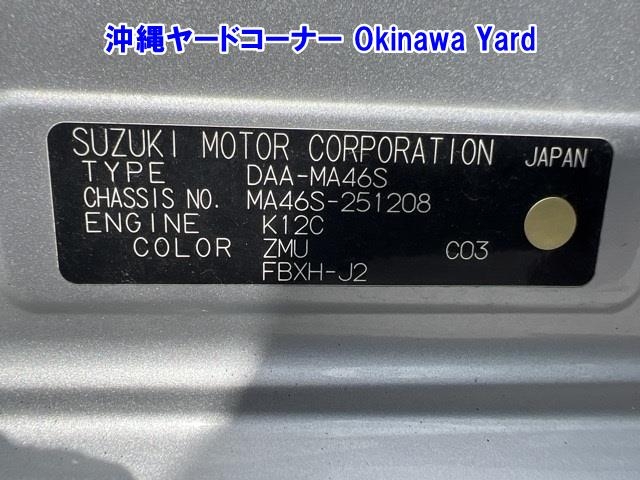 沖縄ヤードコーナー Okinawa Yard
SUZUKI MOTOR CORPORATION JAPAN
TYPE DAA-MA46S
CHASSIS NO. MA46S-251208
ENGINE K12C
COLOR ZMU C03
FBXH-J2